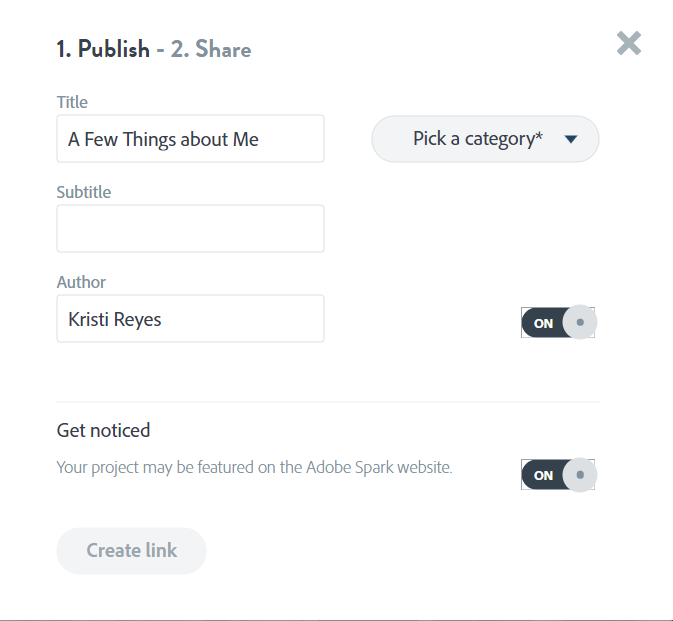 1. Publish - 2. Share
Title
A Few Things about Me
Pick a category*
Subtitle
Author
Kristi Reyes
ON
Get noticed
Your project may be featured on the Adobe Spark website.
ON
Create link